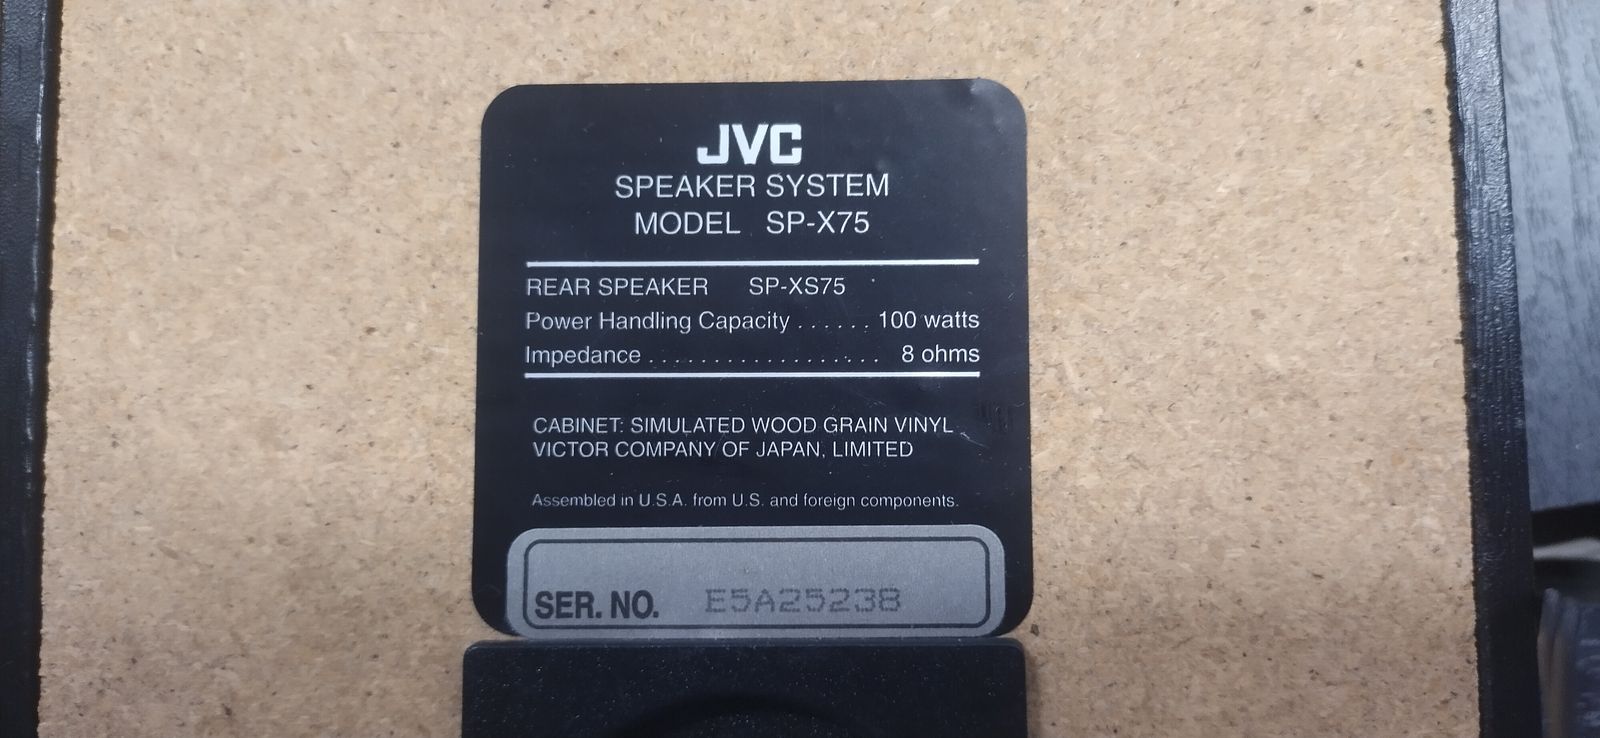 JVC
SPEAKER SYSTEM
MODEL SP-X75
REAR SPEAKER SP-XS75
Power Handling Capacity . . . . . . 100 watts
Impedance . . . . . . . . . . . . . . . . . . 8 ohms
CABINET: SIMULATED WOOD GRAIN VINYL
VICTOR COMPANY OF JAPAN, LIMITED
Assembled in U.S.A. from U.S. and foreign components.
SER. NO. E5A25238